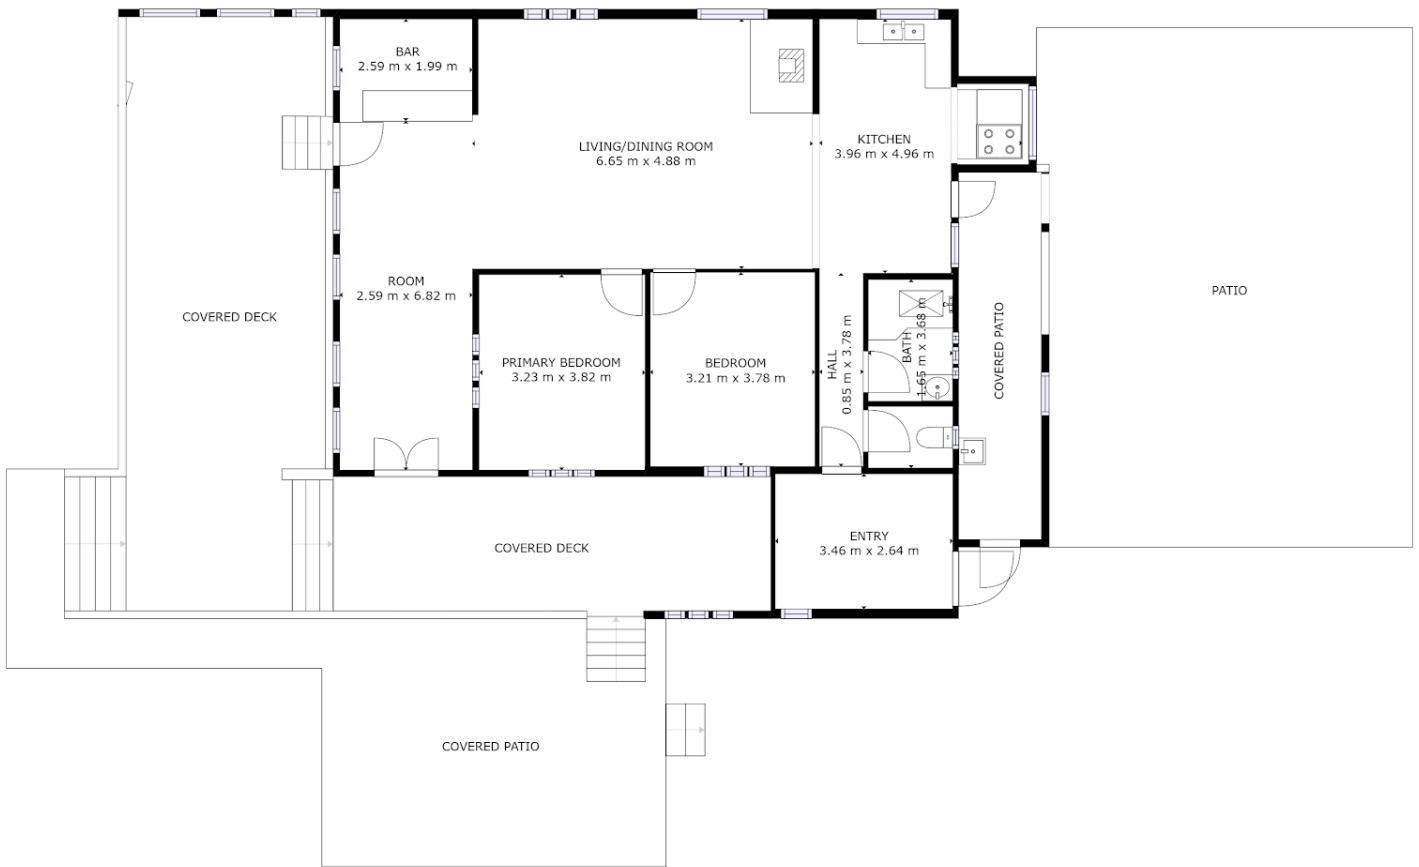 BAR
2.59 m x 1.99 m
LIVING/DINING ROOM
6.65 m x 4.88 m
KITCHEN
3.96 m x 4.96 m
ROOM
2.59 m x 6.82 m
COVERED DECK
PRIMARY BEDROOM
3.23 m x 3.82 m
BEDROOM
3.21 m x 3.78 m
HALL
0.85 m x 3.78 m
BATH
1.65 m x 3.68 m
COVERED PATIO
PATIO
COVERED DECK
ENTRY
3.46 m x 2.64 m
COVERED PATIO